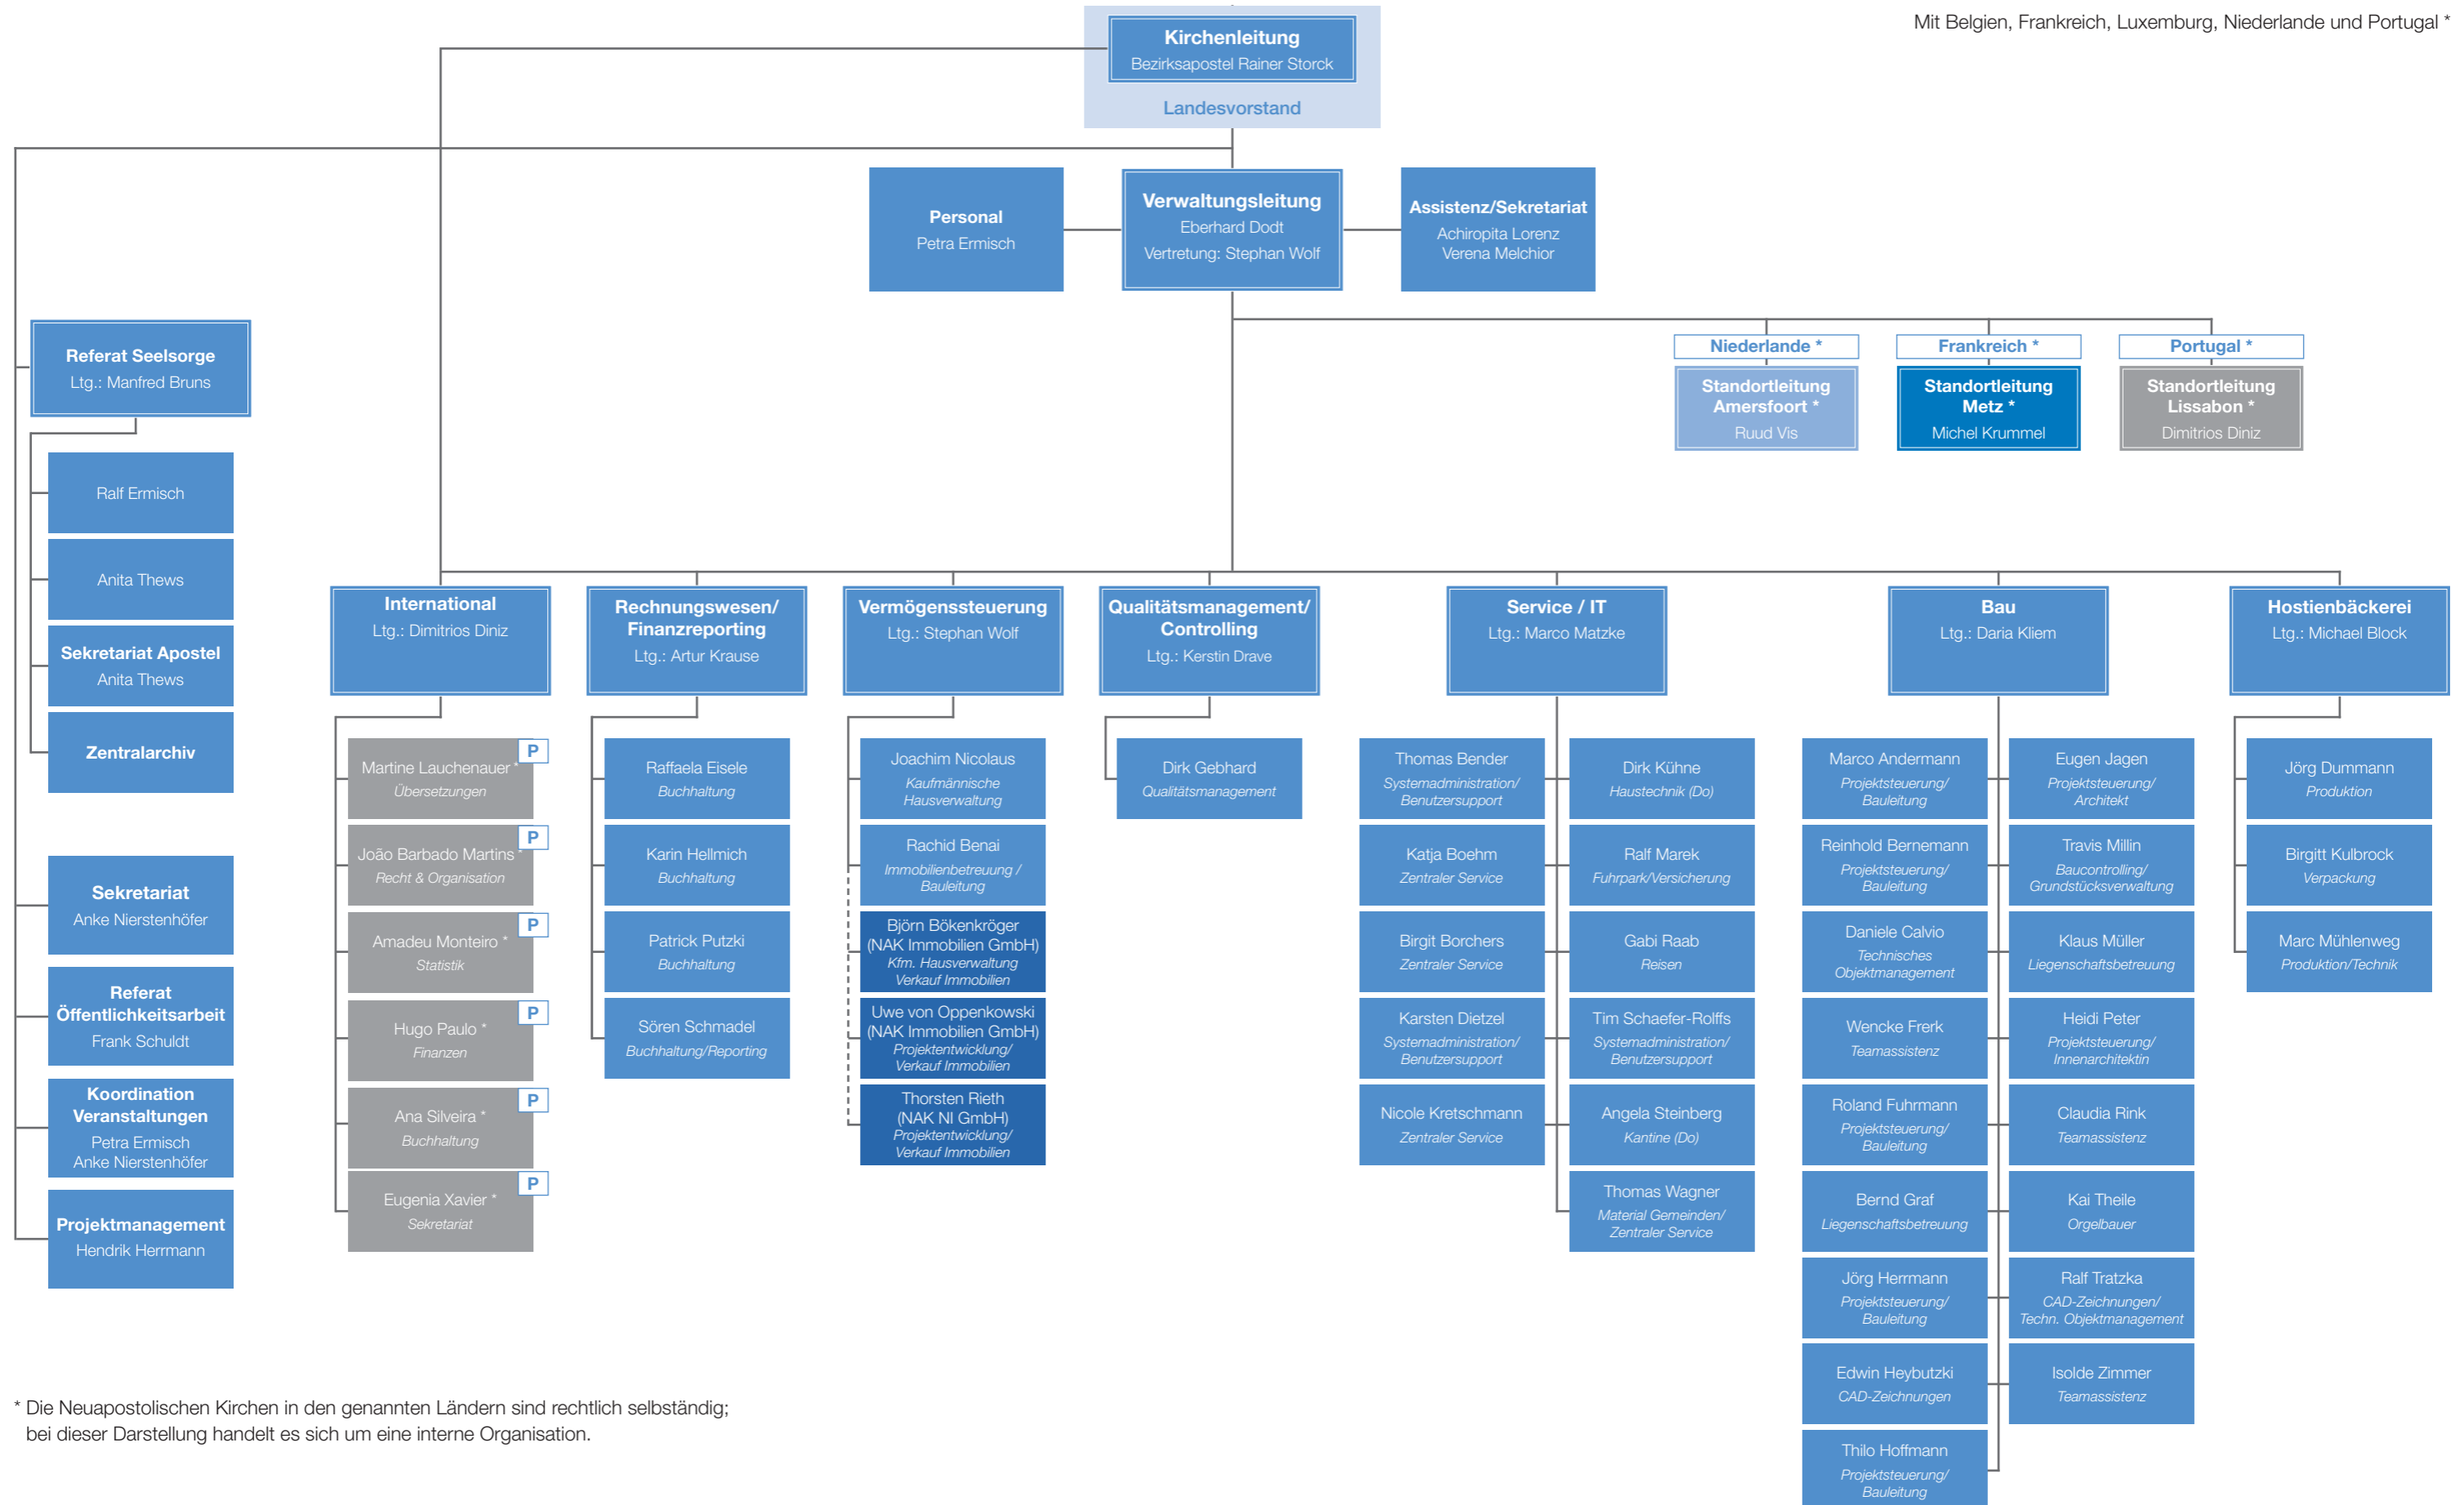 Mit Belgien, Frankreich, Luxemburg, Niederlande und Portugal *
Kirchenleitung
Bezirksapostel Rainer Storck
Landesvorstand
Personal
Petra Ermisch
Verwaltungsleitung
Eberhard Dodt
Vertretung: Stephan Wolf
Assistenz/Sekretariat
Achiropita Lorenz
Verena Melchior
Niederlande *
Standortleitung
Amersfoort *
Ruud Vis
Frankreich *
Standortleitung
Metz *
Michel Krummel
Portugal *
Standortleitung
Lissabon *
Dimitrios Diniz
Referat Seelsorge
Ltg.: Manfred Bruns
Ralf Ermisch
Anita Thews
Sekretariat Apostel
Anita Thews
Zentralarchiv
Sekretariat
Anke Nierstenhöfer
Referat
Öffentlichkeitsarbeit
Frank Schuldt
Koordination
Veranstaltungen
Petra Ermisch
Anke Nierstenhöfer
Projektmanagement
Hendrik Herrmann
International
Ltg.: Dimitrios Diniz
P
Martine Lauchenauer *
Übersetzungen
P
João Barbado Martins *
Recht & Organisation
P
Amadeu Monteiro *
Statistik
P
Hugo Paulo *
Finanzen
P
Ana Silveira *
Buchhaltung
P
Eugenia Xavier *
Sekretariat
Rechnungswesen/
Finanzreporting
Ltg.: Artur Krause
Raffaela Eisele
Buchhaltung
Karin Hellmich
Buchhaltung
Patrick Putzki
Buchhaltung
Sören Schmadel
Buchhaltung/Reporting
Vermögenssteuerung
Ltg.: Stephan Wolf
Joachim Nicolaus
Kaufmännische
Hausverwaltung
Rachid Benai
Immobilienbetreuung /
Bauleitung
Björn Bökenkröger
(NAK Immobilien GmbH)
Kfm. Hausverwaltung
Verkauf Immobilien
Uwe von Oppenkowski
(NAK Immobilien GmbH)
Projektentwicklung/
Verkauf Immobilien
Thorsten Rieth
(NAK NI GmbH)
Projektentwicklung/
Verkauf Immobilien
Qualitätsmanagement/
Controlling
Ltg.: Kerstin Drave
Dirk Gebhard
Qualitätsmanagement
Service / IT
Ltg.: Marco Matzke
Thomas Bender
Systemadministration/
Benutzersupport
Katja Boehm
Zentraler Service
Birgit Borchers
Zentraler Service
Karsten Dietzel
Systemadministration/
Benutzersupport
Nicole Kretschmann
Zentraler Service
Dirk Kühne
Haustechnik (Do)
Ralf Marek
Fuhrpark/Versicherung
Gabi Raab
Reisen
Tim Schaefer-Rolffs
Systemadministration/
Benutzersupport
Angela Steinberg
Kantine (Do)
Thomas Wagner
Material Gemeinden/
Zentraler Service
Bau
Ltg.: Daria Kliem
Marco Andermann
Projektsteuerung/
Bauleitung
Reinhold Bernemann
Projektsteuerung/
Bauleitung
Daniele Calvio
Technisches
Objektmanagement
Wencke Frerk
Teamassistenz
Roland Fuhrmann
Projektsteuerung/
Bauleitung
Bernd Graf
Liegenschaftsbetreuung
Jörg Herrmann
Projektsteuerung/
Bauleitung
Edwin Heybutzki
CAD-Zeichnungen
Thilo Hoffmann
Projektsteuerung/
Bauleitung
Eugen Jagen
Projektsteuerung/
Architekt
Travis Millin
Baucontrolling/
Grundstücksverwaltung
Klaus Müller
Liegenschaftsbetreuung
Heidi Peter
Projektsteuerung/
Innenarchitektin
Claudia Rink
Teamassistenz
Kai Theile
Orgelbauer
Ralf Tratzka
CAD-Zeichnungen/
Techn. Objektmanagement
Isolde Zimmer
Teamassistenz
Hostienbäckerei
Ltg.: Michael Block
Jörg Dummann
Produktion
Birgitt Kulbrock
Verpackung
Marc Mühlenweg
Produktion/Technik
* Die Neuapostolischen Kirchen in den genannten Ländern sind rechtlich selbständig;
bei dieser Darstellung handelt es sich um eine interne Organisation.